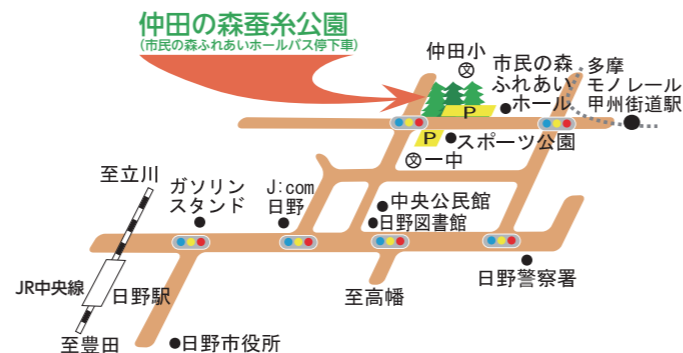 仲田の森蚕糸公園
(市民の森ふれあいホールバス停下車)
仲田小
文
市民の森
ふれあい
ホール
多摩
モノレール
甲州街道駅
P
P
スポーツ公園
文一中
至立川
ガソリン
スタンド
J:com
日野
中央公民館
日野図書館
JR中央線
日野駅
至高幡
日野警察署
至豊田
日野市役所